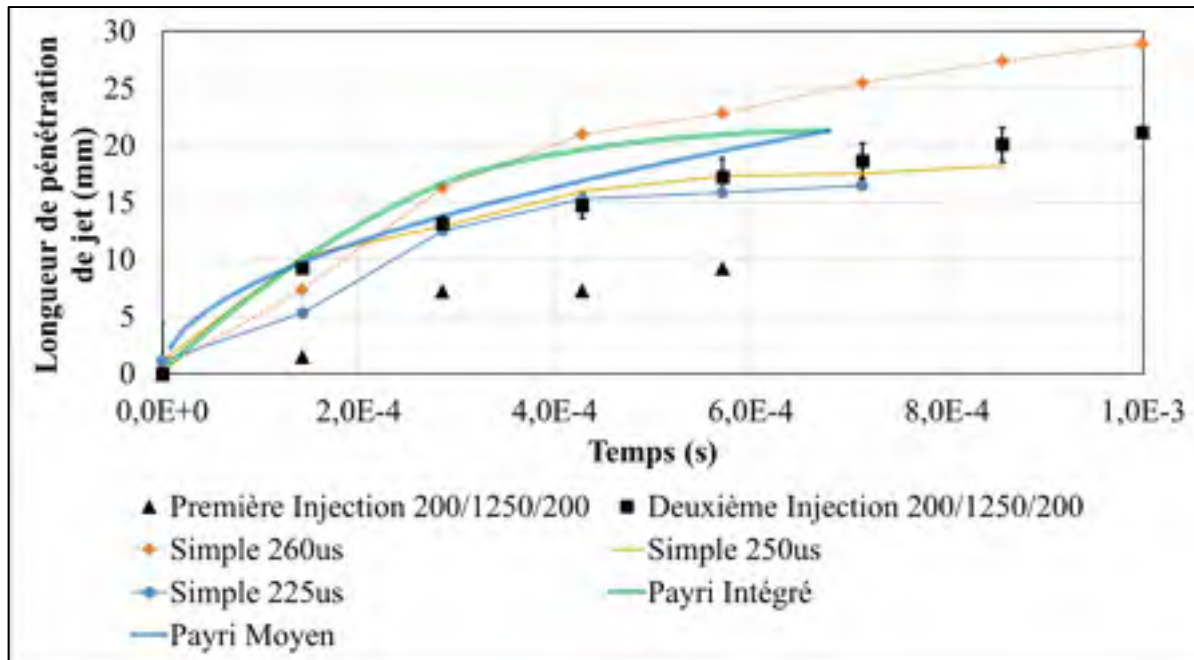 30
25
20
15
10
5
0
Longueur de pénétration
de jet (mm)
0,0E+0 2,0E-4 4,0E-4 6,0E-4 8,0E-4 1,0E-3
Temps (s)
Première Injection 200/1250/200 Deuxième Injection 200/1250/200
Simple 260us Simple 250us
Simple 225us Payri Intégré
Payri Moyen